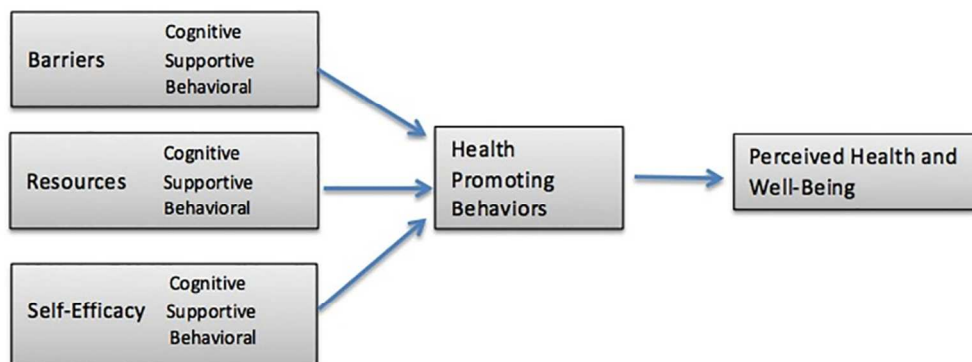 Cognitive
Barriers Supportive
Behavioral
Cognitive
Resources Supportive
Behavioral
Cognitive
Self-Efficacy Supportive
Behavioral
Health
Promoting
Behaviors
Perceived Health and
Well-Being